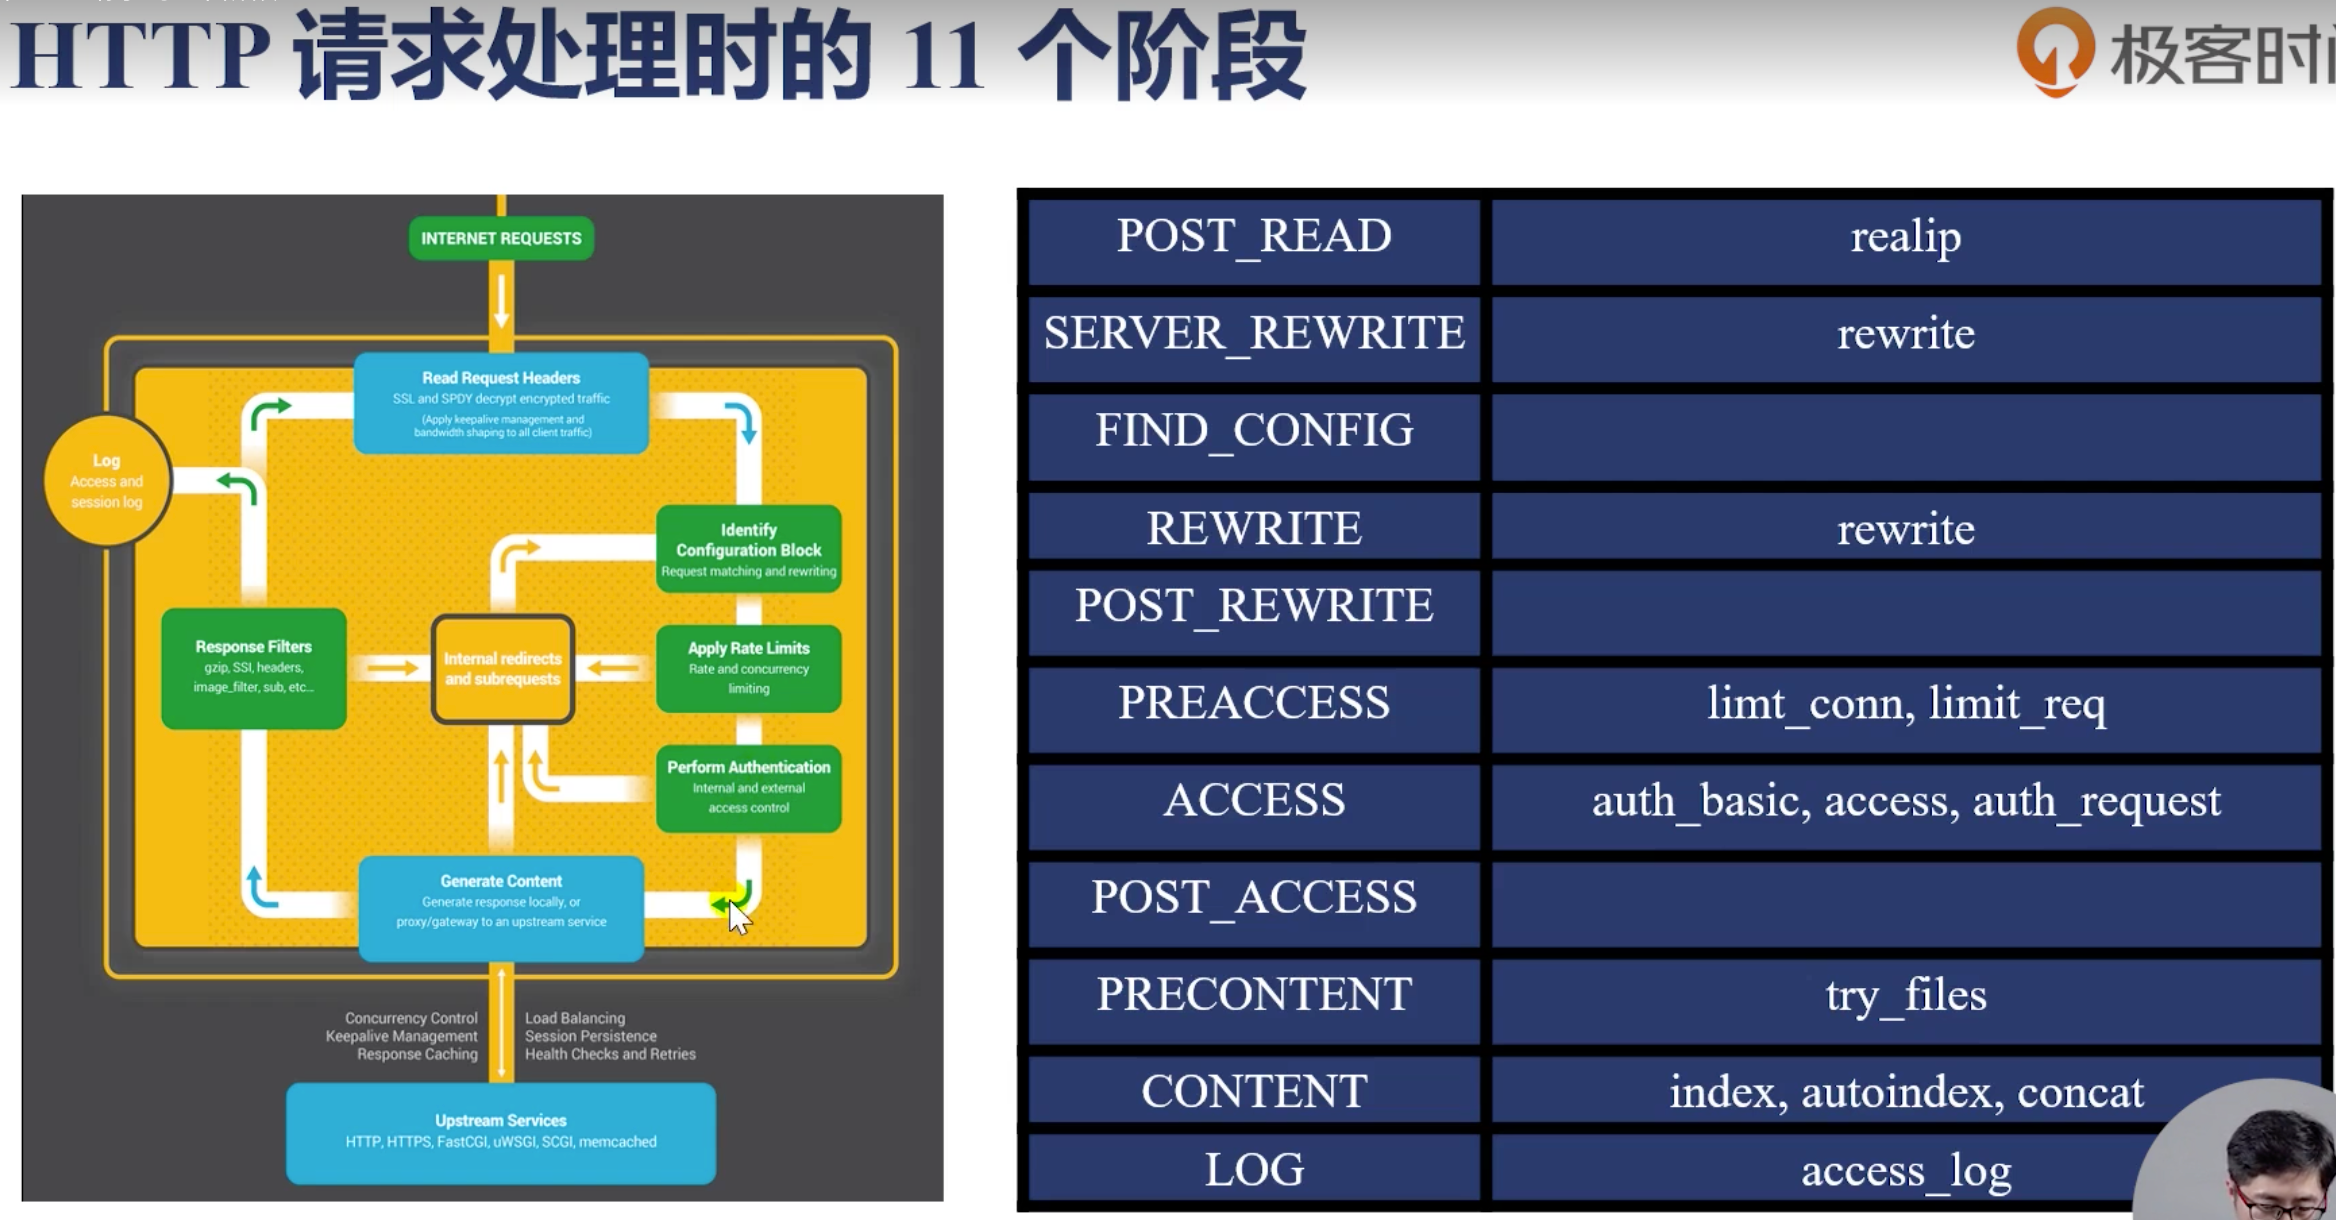 HTTP 请求处理时的 11 个阶段
极客时间
INTERNET REQUESTS
Read Request Headers
SSL and SPDY decrypt encrypted traffic
(Apply keepalive management and
bandwidth shaping to all client traffic)
Log
Access and
session log
Identify
Configuration Block
Request matching and rewriting
Response Filters
gzip, SSI, headers,
image_filter, sub, etc...
Internal redirects
and subrequests
Apply Rate Limits
Rate and concurrency
limiting
Perform Authentication
Internal and external
access control
Generate Content
Generate response locally, or
proxy/gateway to an upstream service
Concurrency Control
Keepalive Management
Response Caching
Load Balancing
Session Persistence
Health Checks and Retries
Upstream Services
HTTP, HTTPS, FastCGI, uWSGI, SCGI, memcached
POST_READ realip
SERVER_REWRITE rewrite
FIND_CONFIG
REWRITE rewrite
POST_REWRITE
PREACCESS limt_conn, limit_req
ACCESS auth_basic, access, auth_request
POST_ACCESS
PRECONTENT try_files
CONTENT index, autoindex, concat
LOG access_log